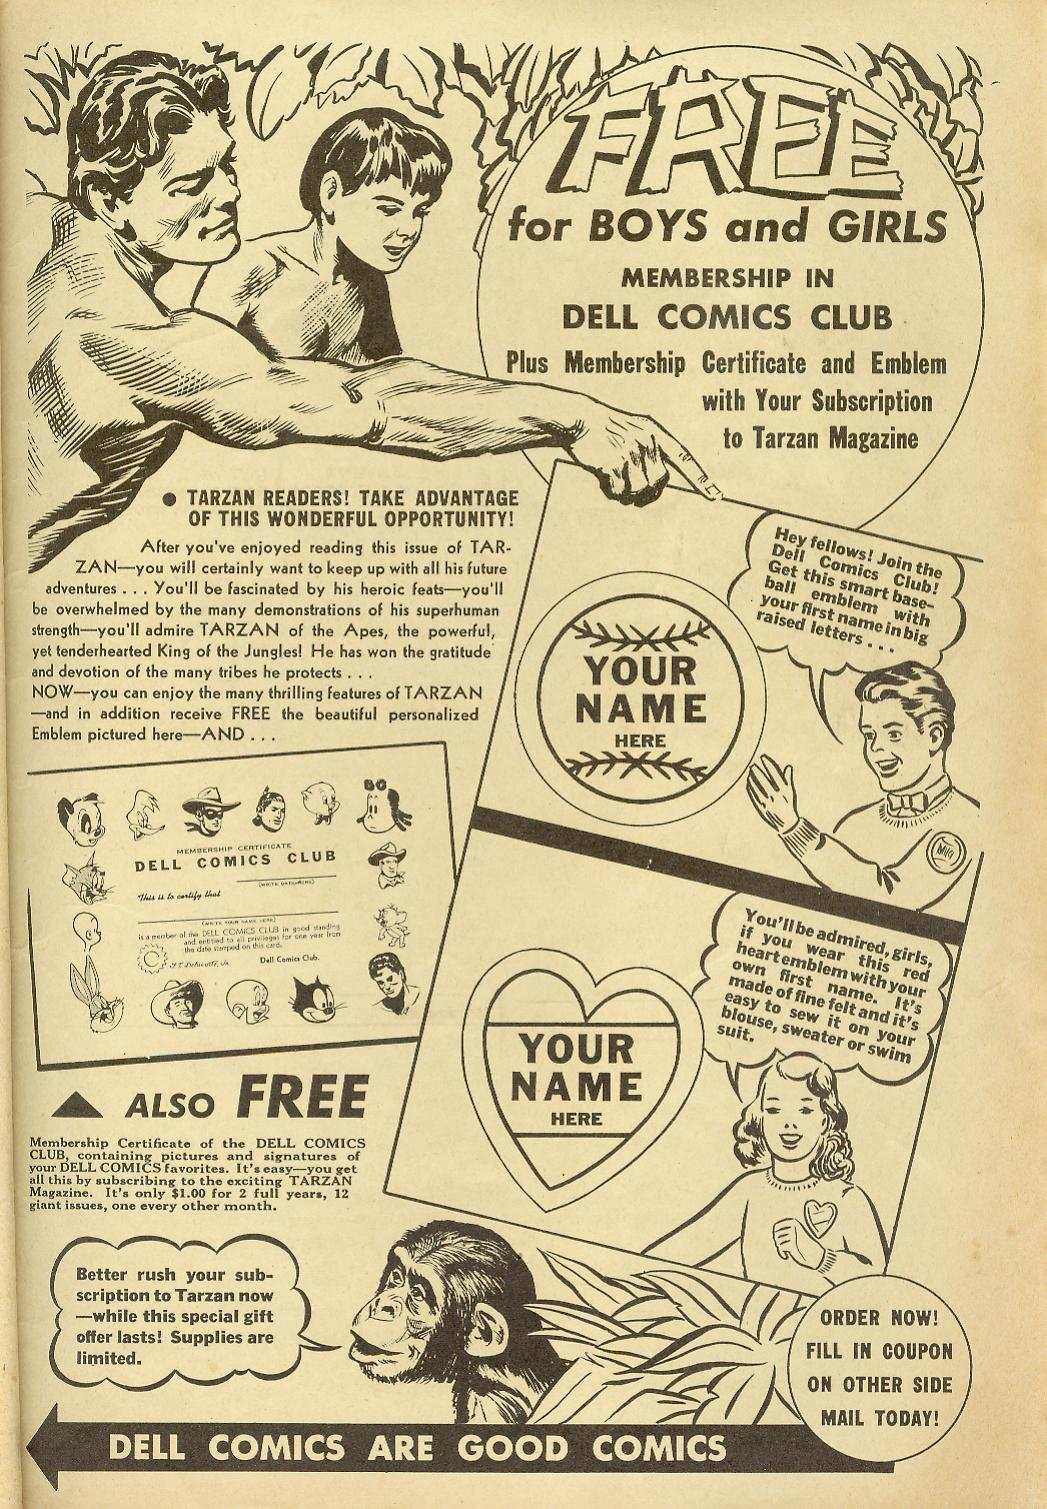 FREE
for BOYS and GIRLS
MEMBERSHIP IN
DELL COMICS CLUB
Plus Membership Certificate and Emblem
with Your Subscription
to Tarzan Magazine
● TARZAN READERS! TAKE ADVANTAGE
OF THIS WONDERFUL OPPORTUNITY!
After you've enjoyed reading this issue of TAR-
ZAN—you will certainly want to keep up with all his future
adventures . . . You'll be fascinated by his heroic feats—you'll
be overwhelmed by the many demonstrations of his superhuman
strength—you'll admire TARZAN of the Apes, the powerful,
yet tenderhearted King of the Jungles! He has won the gratitude
and devotion of the many tribes he protects . . .
NOW—you can enjoy the many thrilling features of TARZAN
—and in addition receive FREE the beautiful personalized
Emblem pictured here—AND . . .
Hey fellows! Join the
Dell Comics Club!
Get this smart base-
ball emblem with
your first name in big
raised letters . . .
YOUR
NAME
HERE
MEMBERSHIP CERTIFICATE
DELL COMICS CLUB
This is to certify that
(WRITE YOUR NAME HERE)
is a member of the DELL COMICS CLUB in good standing
and entitled to all privileges for one year from
the date stamped on this card.
Dell Comics Club.
You'll be admired, girls,
if you wear this red
heart emblem with your
own first name. It's
made of fine felt and it's
easy to sew it on your
blouse, sweater or swim
suit.
YOUR
NAME
HERE
ALSO FREE
Membership Certificate of the DELL COMICS
CLUB, containing pictures and signatures of
your DELL COMICS favorites. It's easy—you get
all this by subscribing to the exciting TARZAN
Magazine. It's only $1.00 for 2 full years, 12
giant issues, one every other month.
Better rush your sub-
scription to Tarzan now
—while this special gift
offer lasts! Supplies are
limited.
ORDER NOW!
FILL IN COUPON
ON OTHER SIDE
MAIL TODAY!
DELL COMICS ARE GOOD COMICS